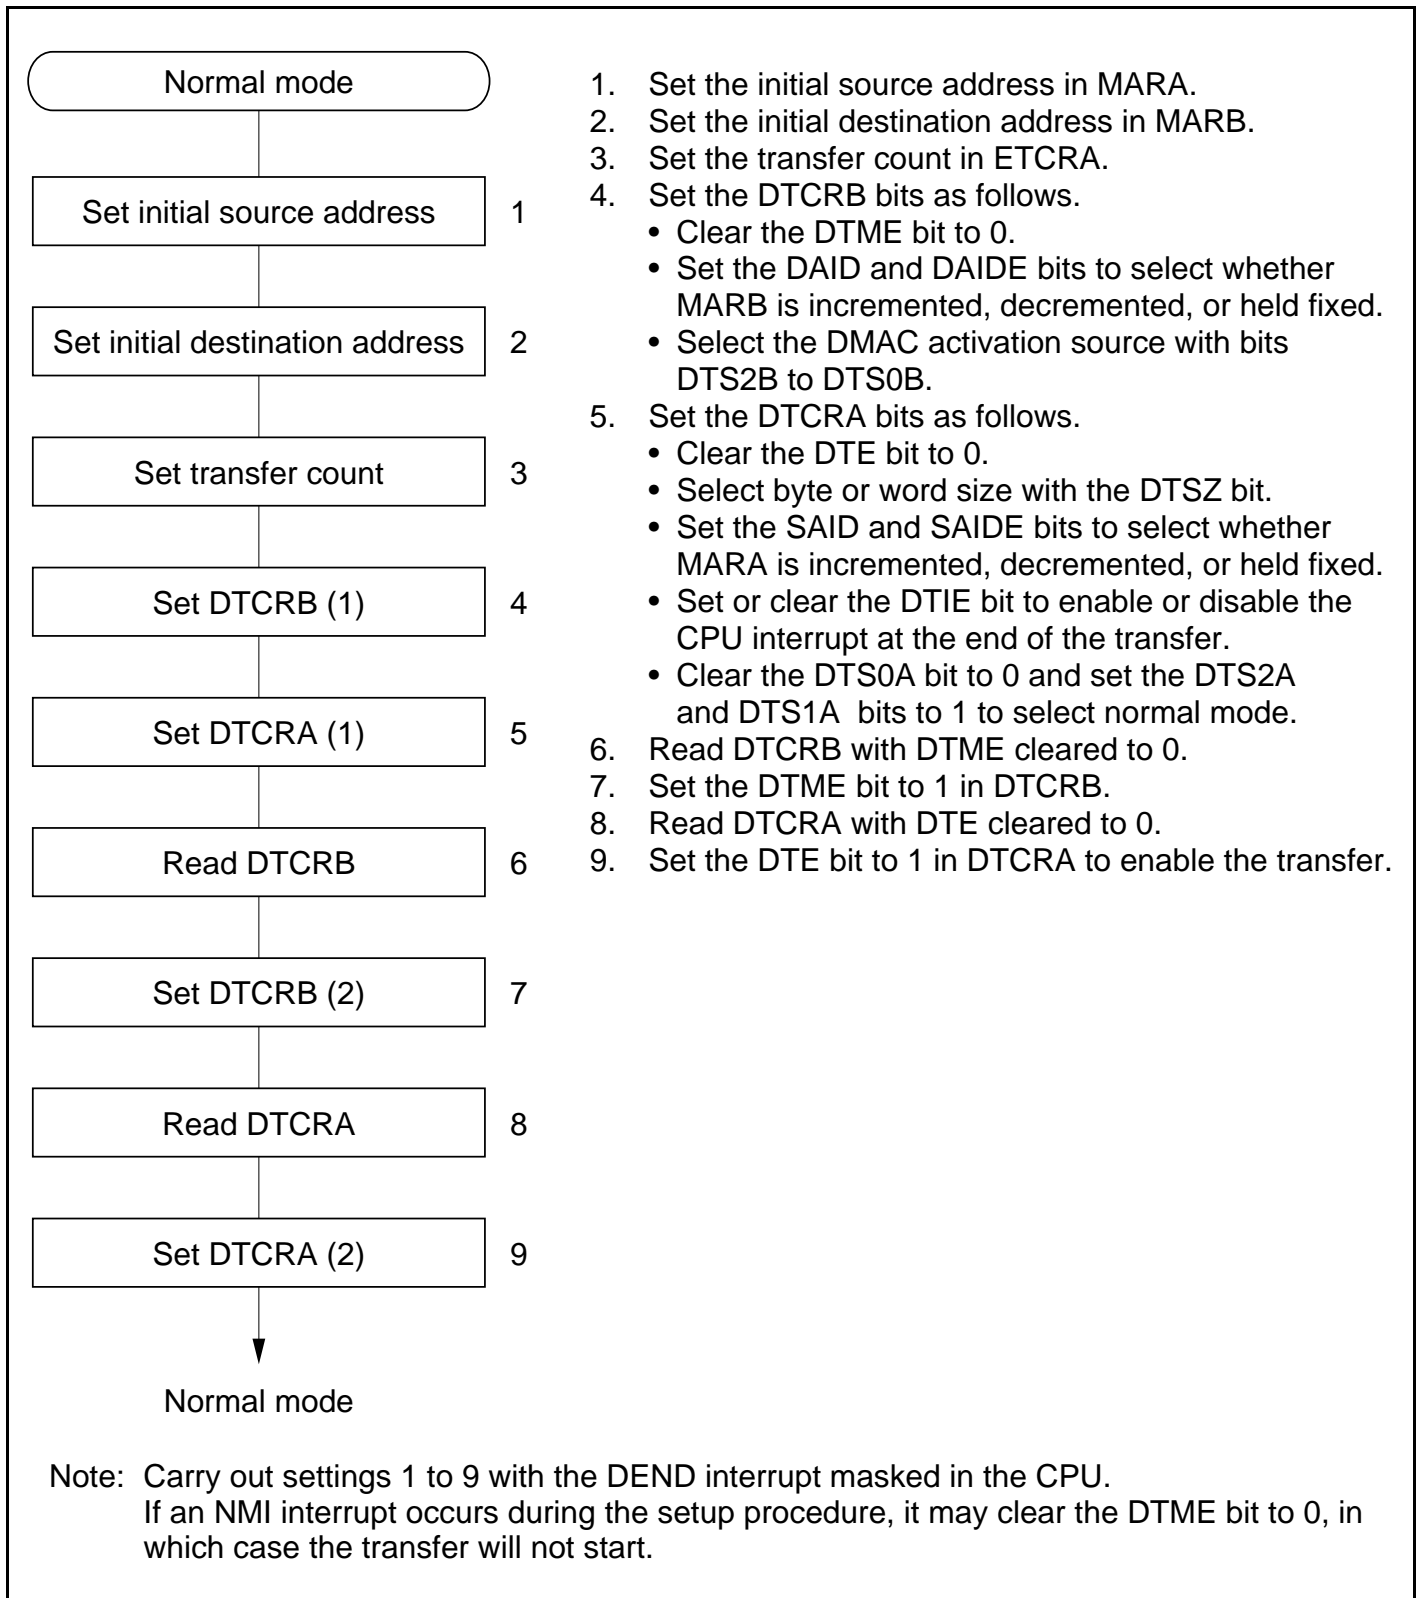 Normal mode
Set initial source address 1
Set initial destination address 2
Set transfer count 3
Set DTCRB (1) 4
Set DTCRA (1) 5
Read DTCRB 6
Set DTCRB (2) 7
Read DTCRA 8
Set DTCRA (2) 9
Normal mode
1. Set the initial source address in MARA.
2. Set the initial destination address in MARB.
3. Set the transfer count in ETCRA.
4. Set the DTCRB bits as follows.
• Clear the DTME bit to 0.
• Set the DAID and DAIDE bits to select whether
MARB is incremented, decremented, or held fixed.
• Select the DMAC activation source with bits
DTS2B to DTS0B.
5. Set the DTCRA bits as follows.
• Clear the DTE bit to 0.
• Select byte or word size with the DTSZ bit.
• Set the SAID and SAIDE bits to select whether
MARA is incremented, decremented, or held fixed.
• Set or clear the DTIE bit to enable or disable the
CPU interrupt at the end of the transfer.
• Clear the DTS0A bit to 0 and set the DTS2A
and DTS1A bits to 1 to select normal mode.
6. Read DTCRB with DTME cleared to 0.
7. Set the DTME bit to 1 in DTCRB.
8. Read DTCRA with DTE cleared to 0.
9. Set the DTE bit to 1 in DTCRA to enable the transfer.
Note: Carry out settings 1 to 9 with the DEND interrupt masked in the CPU.
If an NMI interrupt occurs during the setup procedure, it may clear the DTME bit to 0, in
which case the transfer will not start.